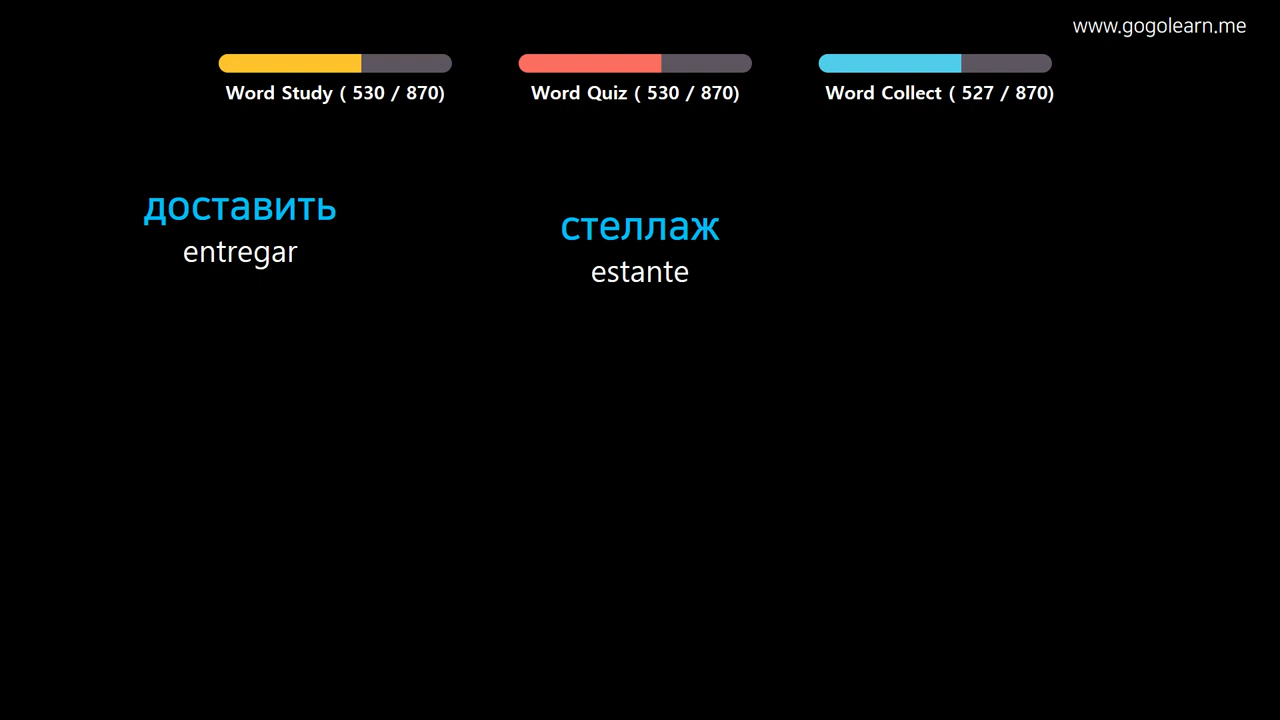 www.gogolearn.me
Word Study ( 530 / 870)
Word Quiz ( 530 / 870)
Word Collect ( 527 / 870)
доставить
entregar
стеллаж
estante